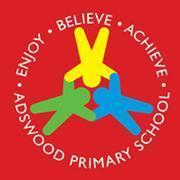 · ENJOY · BELIEVE · ACHIEVE ·
ADSWOOD PRIMARY SCHOOL